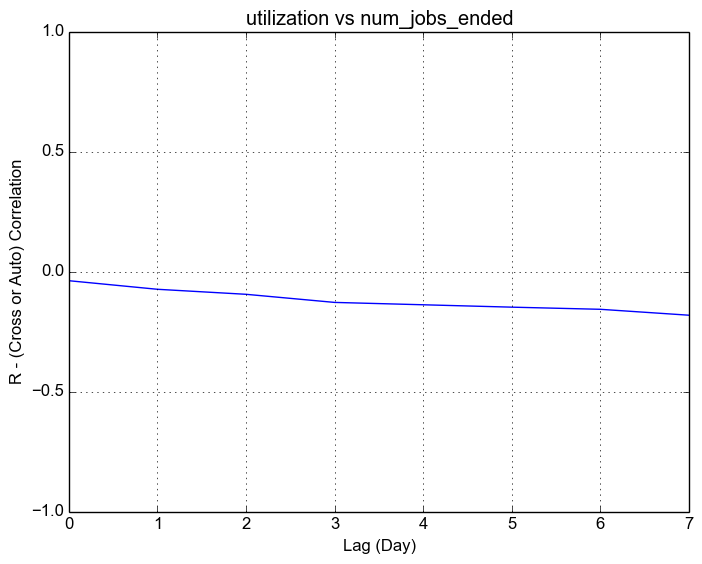 utilization vs num_jobs_ended
R - (Cross or Auto) Correlation
1.0
0.5
0.0
−0.5
−1.0
0 1 2 3 4 5 6 7
Lag (Day)